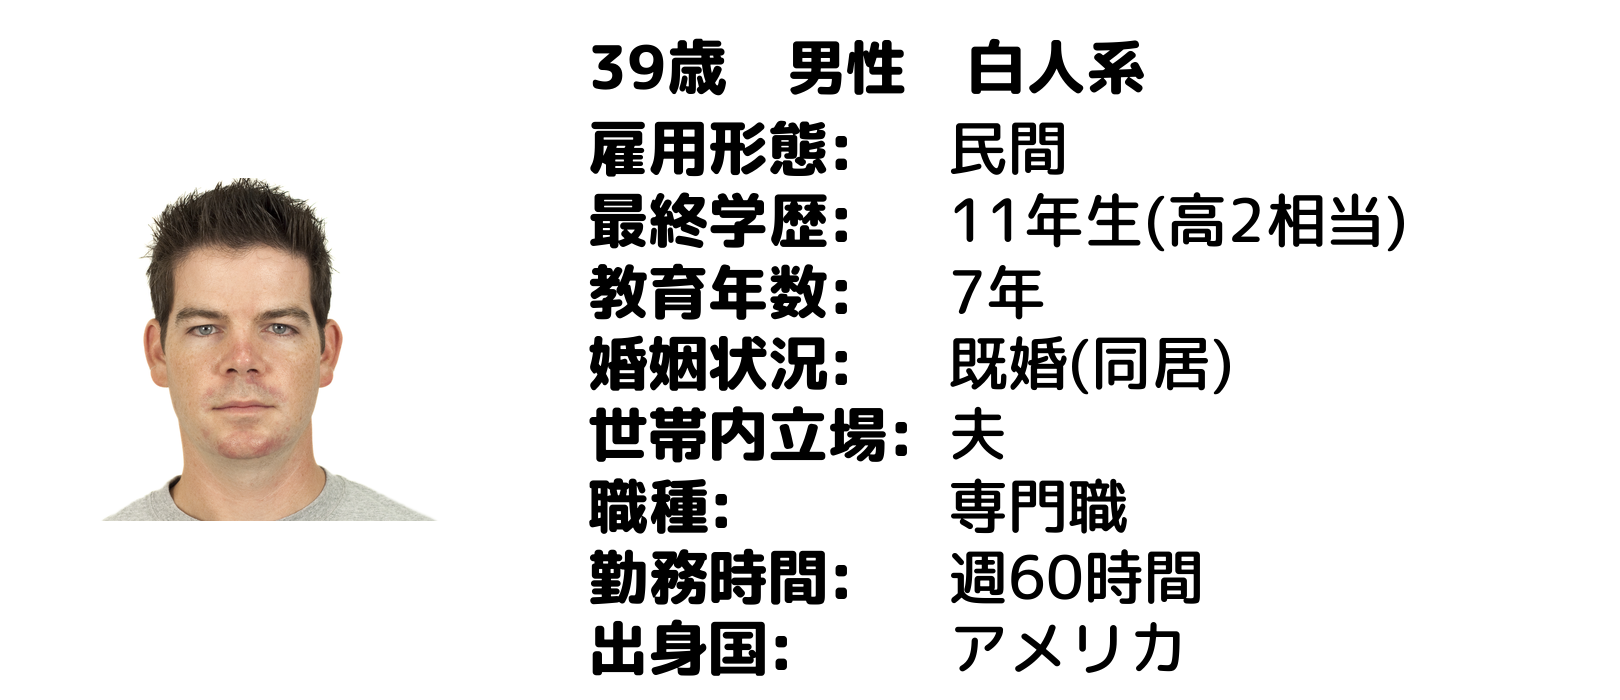 39歳　男性　白人系
雇用形態:　民間
最終学歴:　11年生(高2相当)
教育年数:　7年
婚姻状況:　既婚(同居)
世帯内立場:　夫
職種:　専門職
勤務時間:　週60時間
出身国:　アメリカ